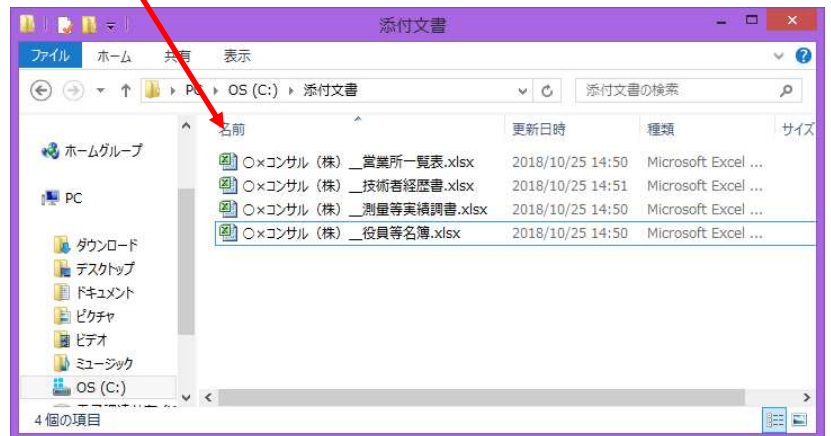 添付文書
ファイル ホーム 共有 表示
PC OS (C:) 添付文書 添付文書の検索
名前 更新日時 種類 サイズ
ホームグループ
○×コンサル（株）__営業所一覧表.xlsx 2018/10/25 14:50 Microsoft Excel ...
○×コンサル（株）__技術者経歴書.xlsx 2018/10/25 14:51 Microsoft Excel ...
PC
○×コンサル（株）__測量等実績調書.xlsx 2018/10/25 14:50 Microsoft Excel ...
○×コンサル（株）__役員等名簿.xlsx 2018/10/25 14:50 Microsoft Excel ...
ダウンロード
デスクトップ
ドキュメント
ピクチャ
ビデオ
ミュージック
OS (C:)
4 個の項目